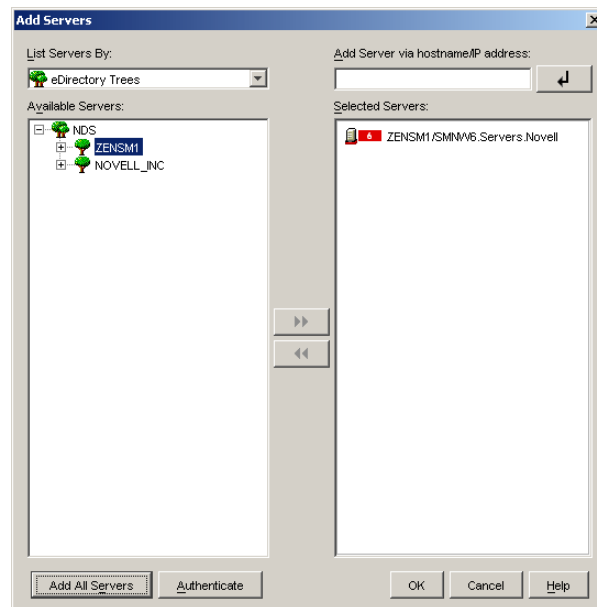 Add Servers
List Servers By:
Add Server via hostname/IP address:
eDirectory Trees
Available Servers:
Selected Servers:
NDS
ZENSM1
NOVELL_INC
6 ZENSM1/SMNW6.Servers.Novell
Add All Servers
Authenticate
OK
Cancel
Help